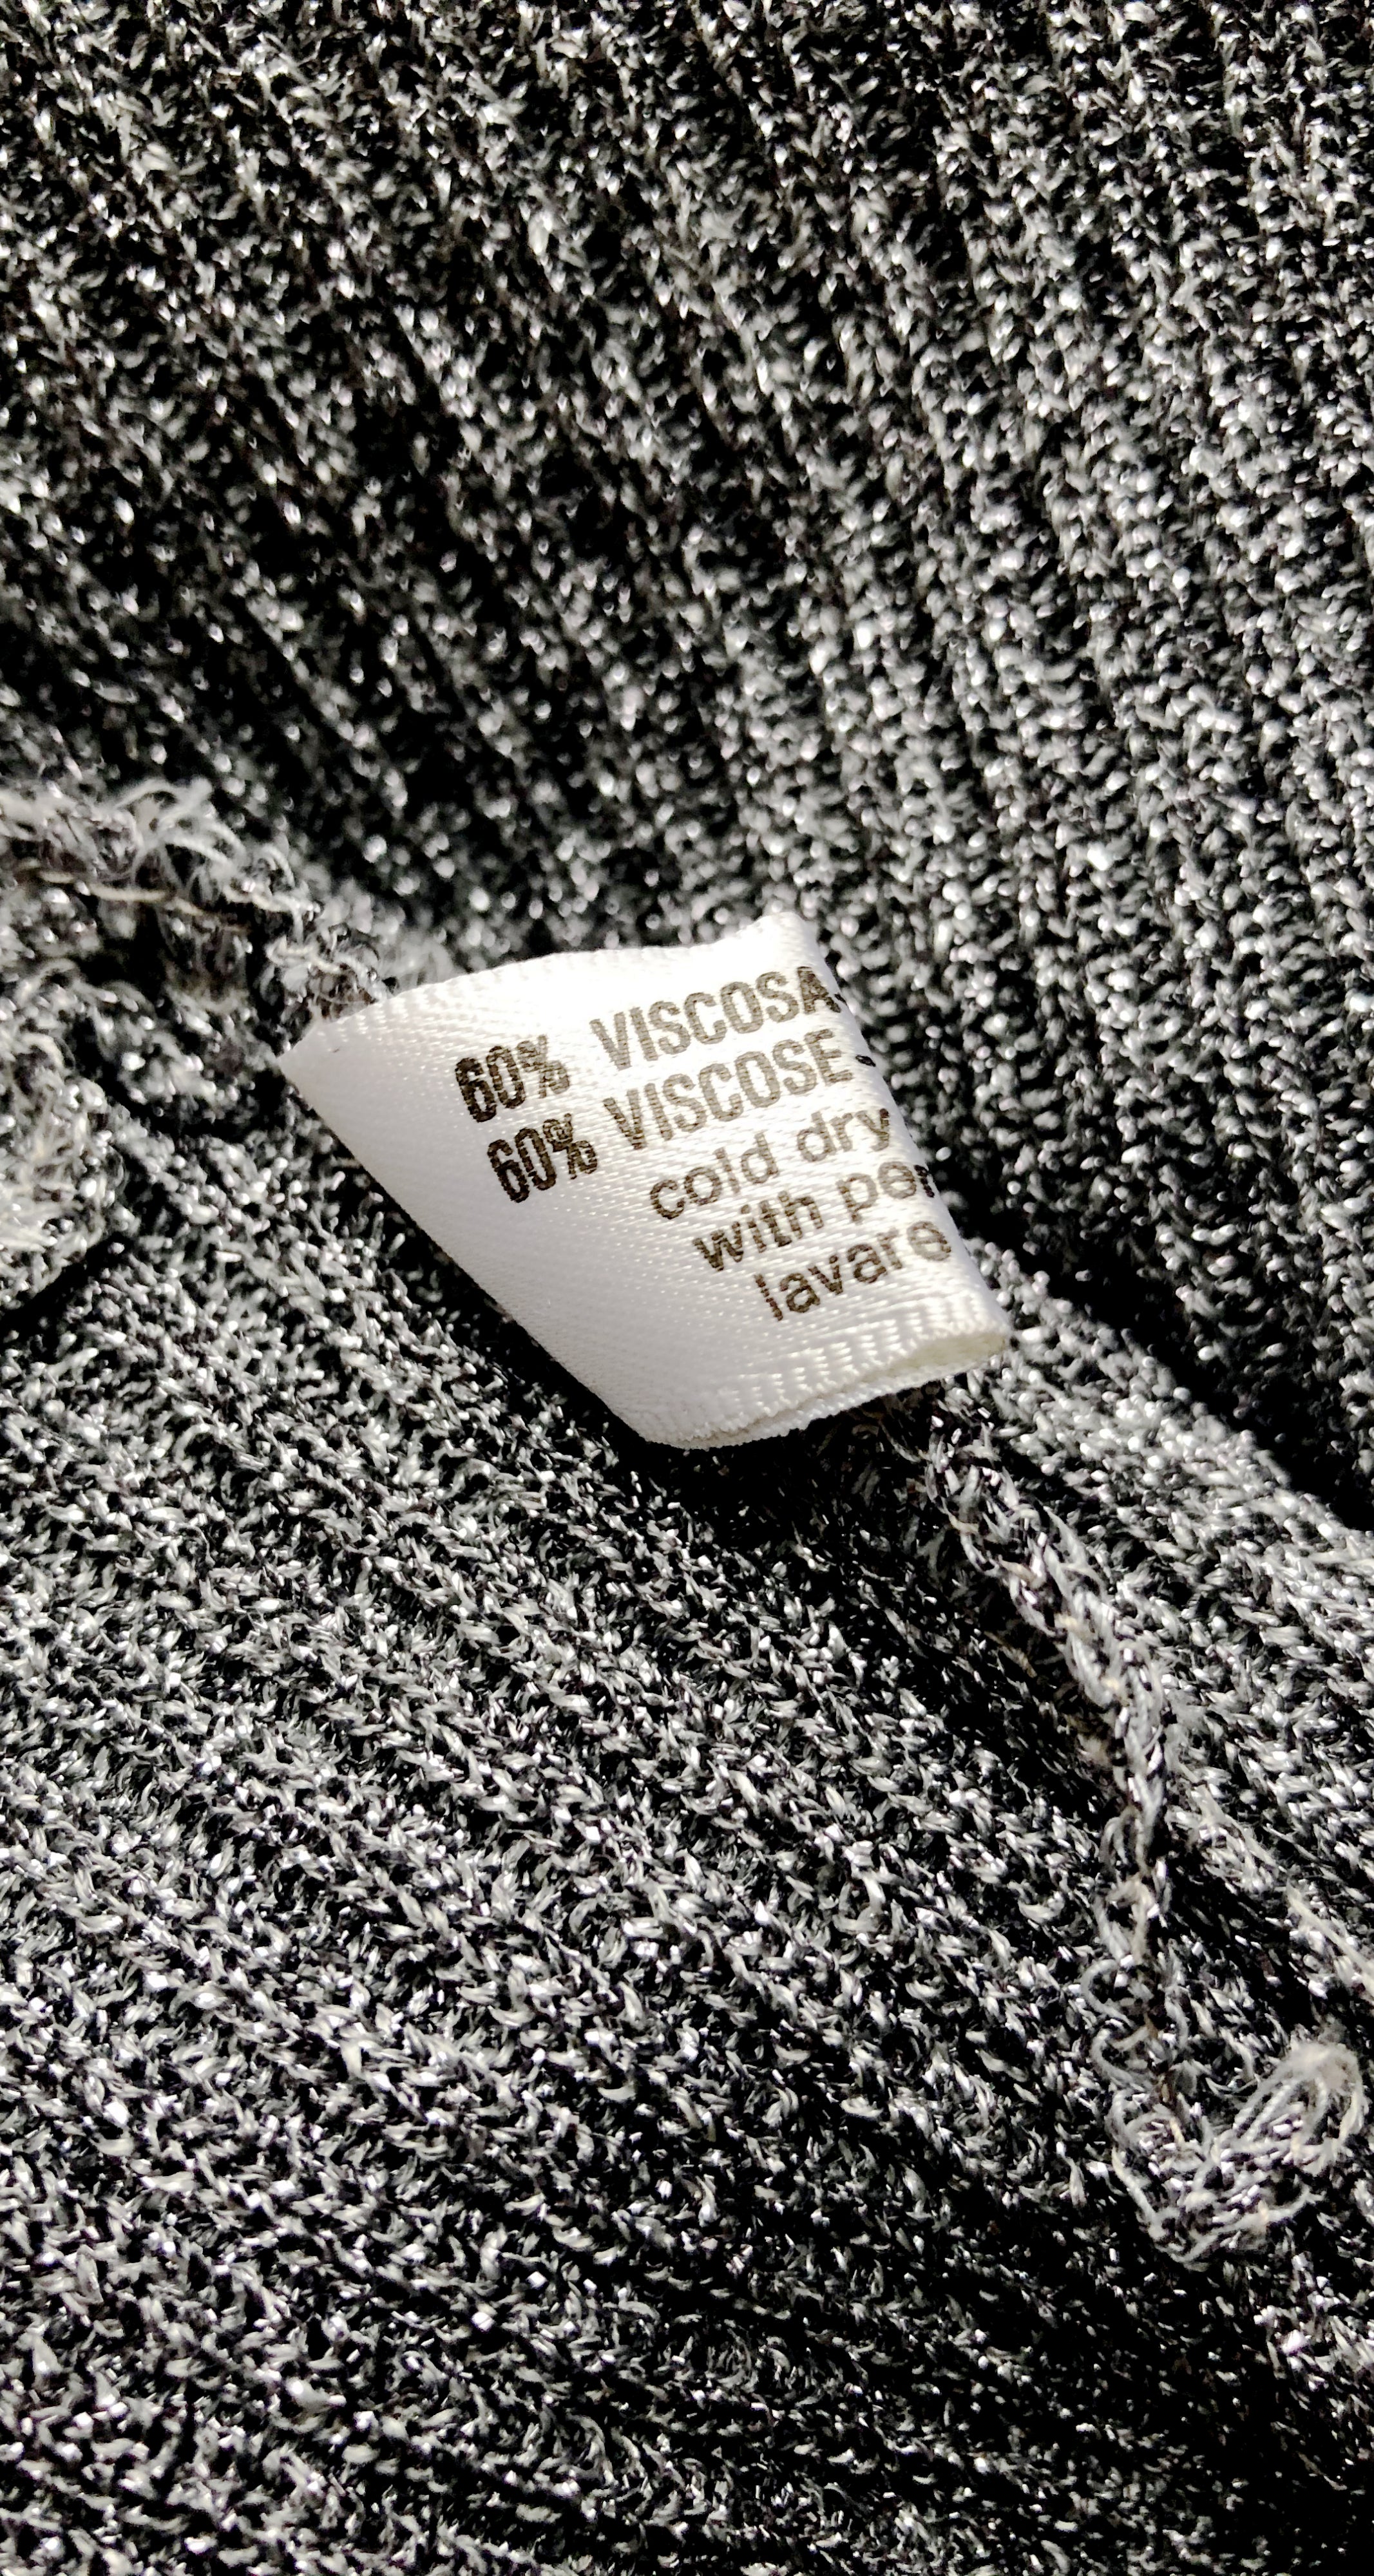 60% VISCOSA-
60% VISCOSE -
cold dry
with per
lavare